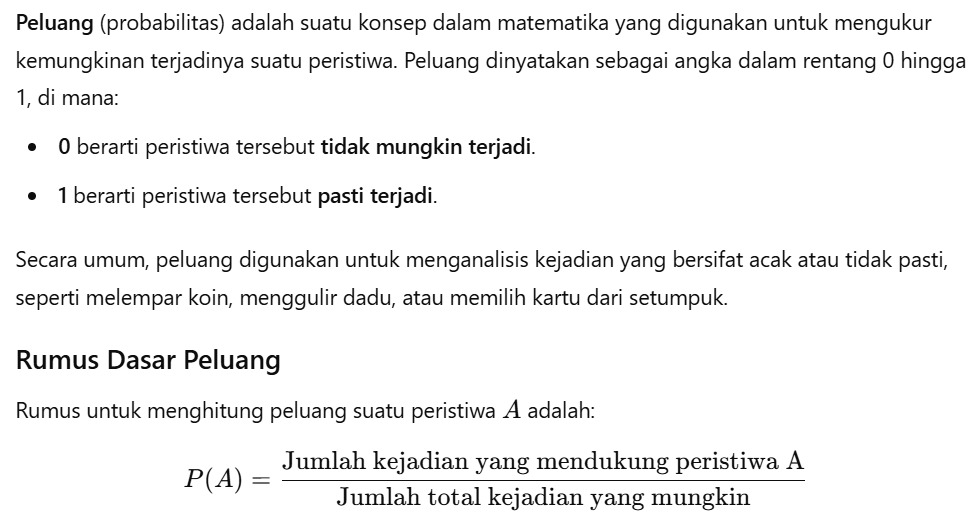 Peluang (probabilitas) adalah suatu konsep dalam matematika yang digunakan untuk mengukur
kemungkinan terjadinya suatu peristiwa. Peluang dinyatakan sebagai angka dalam rentang 0 hingga
1, di mana:
• 0 berarti peristiwa tersebut tidak mungkin terjadi.
• 1 berarti peristiwa tersebut pasti terjadi.
Secara umum, peluang digunakan untuk menganalisis kejadian yang bersifat acak atau tidak pasti,
seperti melempar koin, menggulir dadu, atau memilih kartu dari setumpuk.
Rumus Dasar Peluang
Rumus untuk menghitung peluang suatu peristiwa A adalah:
P(A) = Jumlah kejadian yang mendukung peristiwa A
Jumlah total kejadian yang mungkin